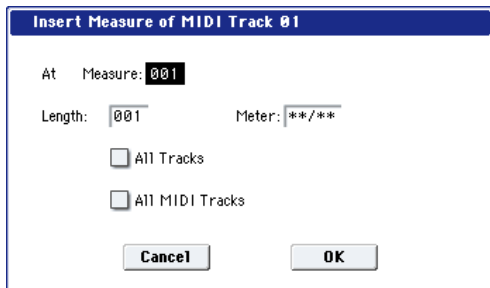 Insert Measure of MIDI Track 01
At Measure: 001
Length: 001 Meter: **/**
All Tracks
All MIDI Tracks
Cancel OK